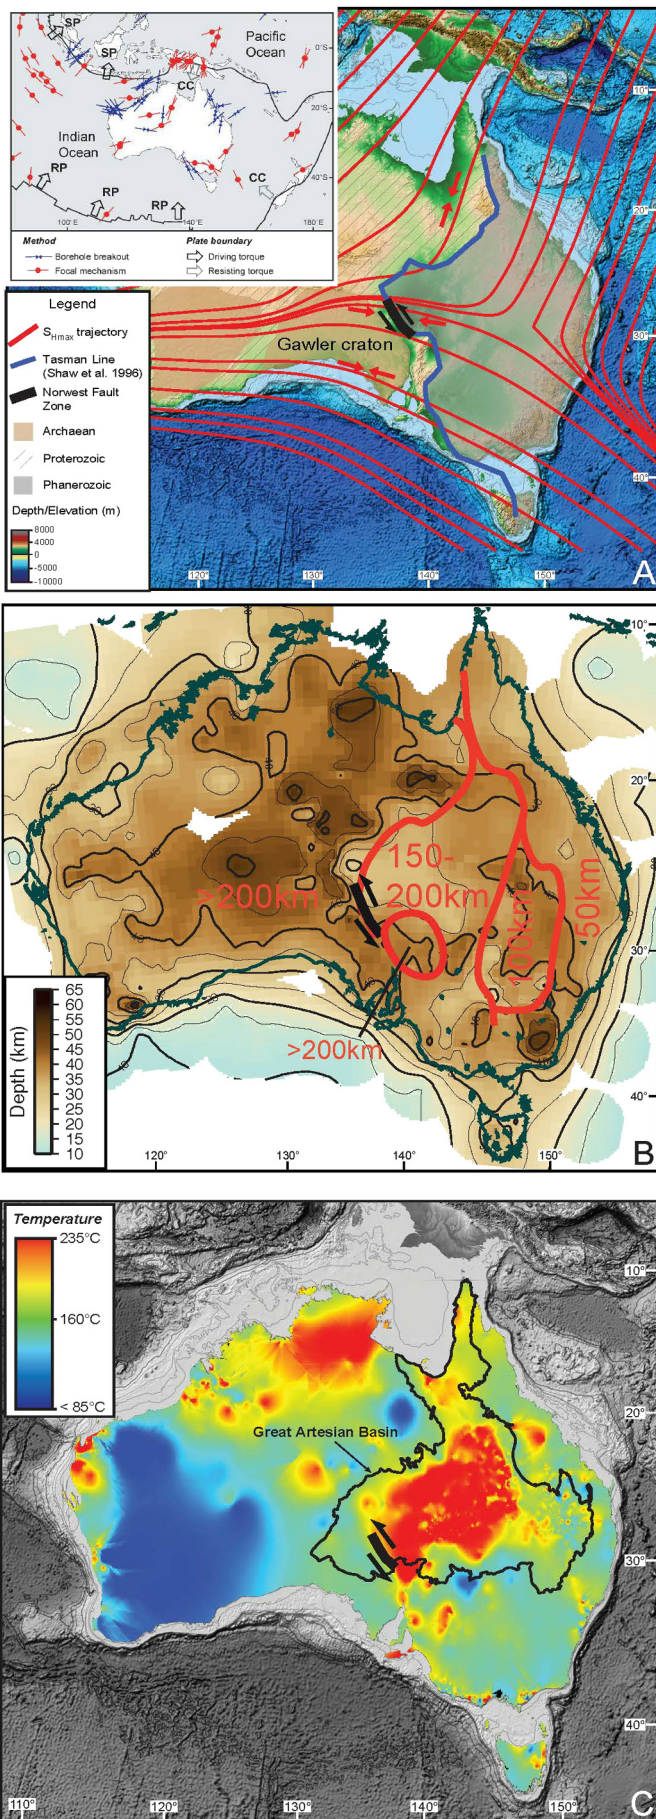 Pacific
Ocean
SP
SP
CC
0°S
20°S
40°S
Indian
Ocean
RP
RP
RP
CC
100°E
140°E
180°E
Method
Plate boundary
Borehole breakout
Driving torque
Focal mechanism
Resisting torque
Legend
SHmax trajectory
Tasman Line
(Shaw et al. 1996)
Norwest Fault
Zone
Archaean
Proterozoic
Phanerozoic
Depth/Elevation (m)
8000
4000
0
-5000
-10000
Gawler craton
10°
20°
30°
40°
120°
130°
140°
150°
A
10°
20°
30°
40°
>200km
150-
200km
100km
50km
>200km
Depth (km)
65
60
55
50
45
40
35
30
25
20
15
10
120°
130°
140°
150°
B
Temperature
235°C
160°C
< 85°C
Great Artesian Basin
10°
20°
30°
40°
110°
120°
130°
140°
150°
C